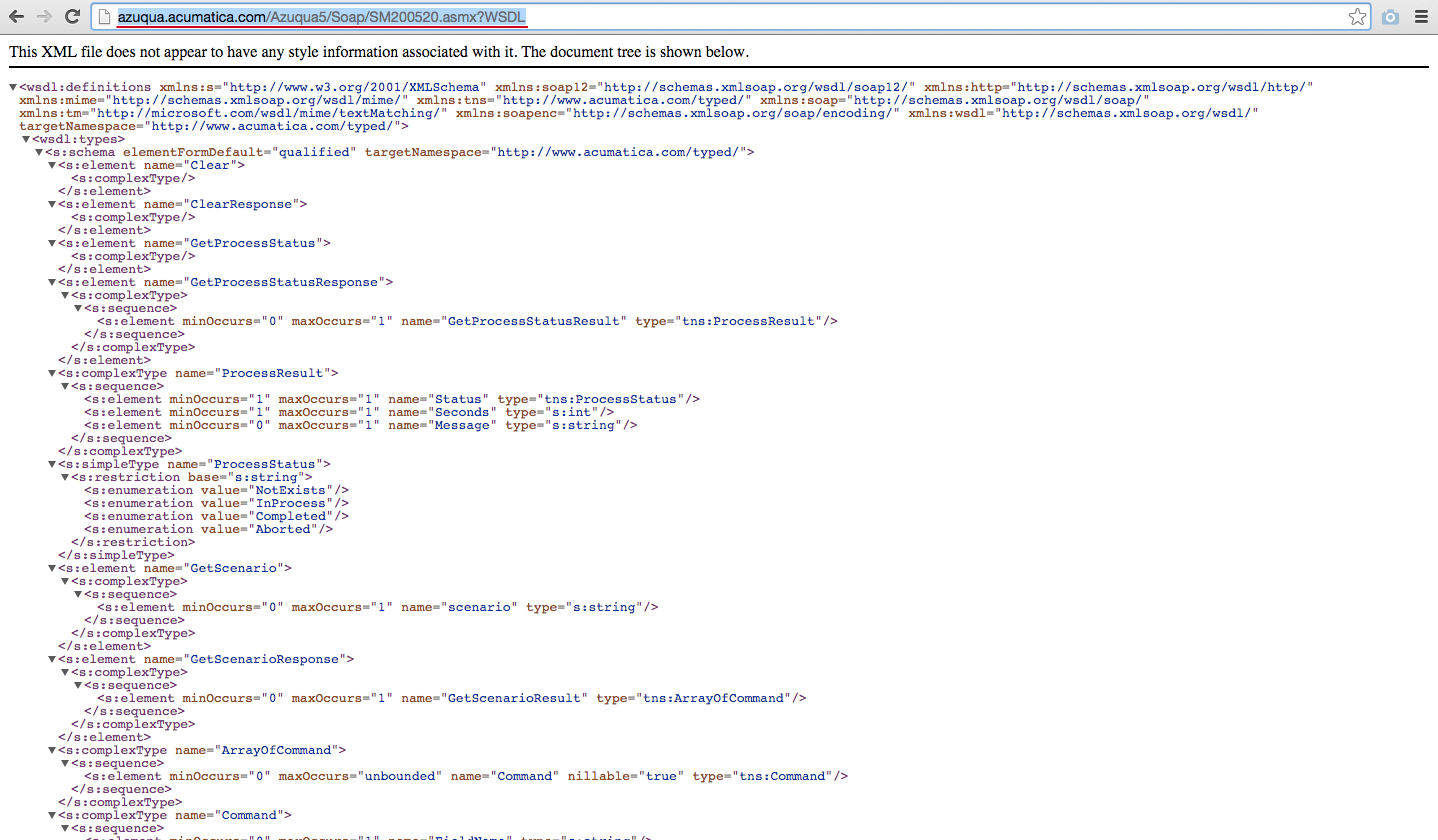 azuqua.acumatica.com/Azuqua5/Soap/SM200520.asmx?WSDL
This XML file does not appear to have any style information associated with it. The document tree is shown below.
<wsdl:definitions xmlns:s="http://www.w3.org/2001/XMLSchema" xmlns:soap12="http://schemas.xmlsoap.org/wsdl/soap12/" xmlns:http="http://schemas.xmlsoap.org/wsdl/http/"
xmlns:mime="http://schemas.xmlsoap.org/wsdl/mime/" xmlns:tns="http://www.acumatica.com/typed/" xmlns:soap="http://schemas.xmlsoap.org/wsdl/soap/"
xmlns:tm="http://microsoft.com/wsdl/mime/textMatching/" xmlns:soapenc="http://schemas.xmlsoap.org/soap/encoding/" xmlns:wsdl="http://schemas.xmlsoap.org/wsdl/"
targetNamespace="http://www.acumatica.com/typed/">
<wsdl:types>
<s:schema elementFormDefault="qualified" targetNamespace="http://www.acumatica.com/typed/">
<s:element name="Clear">
<s:complexType/>
</s:element>
<s:element name="ClearResponse">
<s:complexType/>
</s:element>
<s:element name="GetProcessStatus">
<s:complexType/>
</s:element>
<s:element name="GetProcessStatusResponse">
<s:complexType>
<s:sequence>
<s:element minOccurs="0" maxOccurs="1" name="GetProcessStatusResult" type="tns:ProcessResult"/>
</s:sequence>
</s:complexType>
</s:element>
<s:complexType name="ProcessResult">
<s:sequence>
<s:element minOccurs="1" maxOccurs="1" name="Status" type="tns:ProcessStatus"/>
<s:element minOccurs="1" maxOccurs="1" name="Seconds" type="s:int"/>
<s:element minOccurs="0" maxOccurs="1" name="Message" type="s:string"/>
</s:sequence>
</s:complexType>
<s:simpleType name="ProcessStatus">
<s:restriction base="s:string">
<s:enumeration value="NotExists"/>
<s:enumeration value="InProcess"/>
<s:enumeration value="Completed"/>
<s:enumeration value="Aborted"/>
</s:restriction>
</s:simpleType>
<s:element name="GetScenario">
<s:complexType>
<s:sequence>
<s:element minOccurs="0" maxOccurs="1" name="scenario" type="s:string"/>
</s:sequence>
</s:complexType>
</s:element>
<s:element name="GetScenarioResponse">
<s:complexType>
<s:sequence>
<s:element minOccurs="0" maxOccurs="1" name="GetScenarioResult" type="tns:ArrayOfCommand"/>
</s:sequence>
</s:complexType>
</s:element>
<s:complexType name="ArrayOfCommand">
<s:sequence>
<s:element minOccurs="0" maxOccurs="unbounded" name="Command" nillable="true" type="tns:Command"/>
</s:sequence>
</s:complexType>
<s:complexType name="Command">
<s:sequence>
<s:element minOccurs="0" maxOccurs="1" name="FieldName" type="s:string"/>